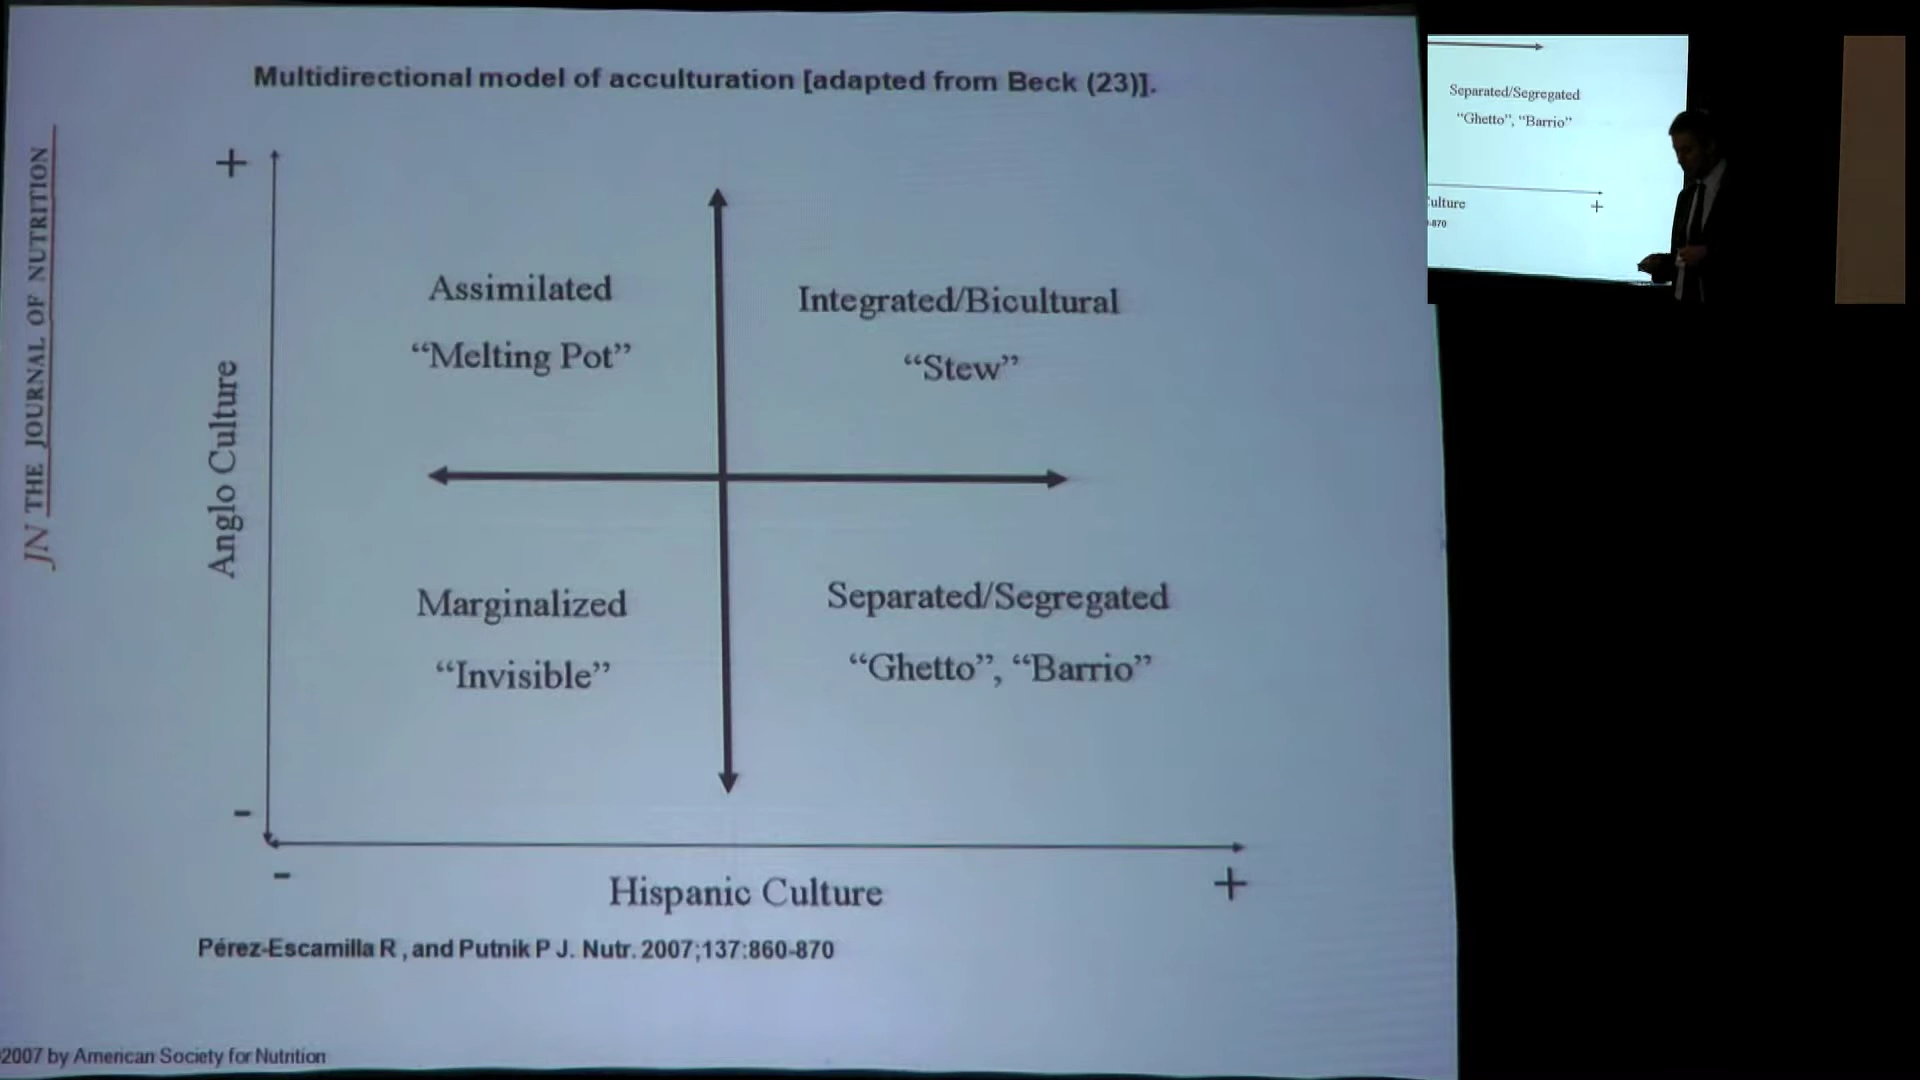 Multidirectional model of acculturation [adapted from Beck (23)].
JN THE JOURNAL OF NUTRITION
+
Anglo Culture
-
Assimilated
“Melting Pot”
Integrated/Bicultural
“Stew”
Marginalized
“Invisible”
Separated/Segregated
“Ghetto”, “Barrio”
-
Hispanic Culture
+
Pérez-Escamilla R , and Putnik P J. Nutr. 2007;137:860-870
2007 by American Society for Nutrition
Separated/Segregated
“Ghetto”, “Barrio”
ulture
+
-870